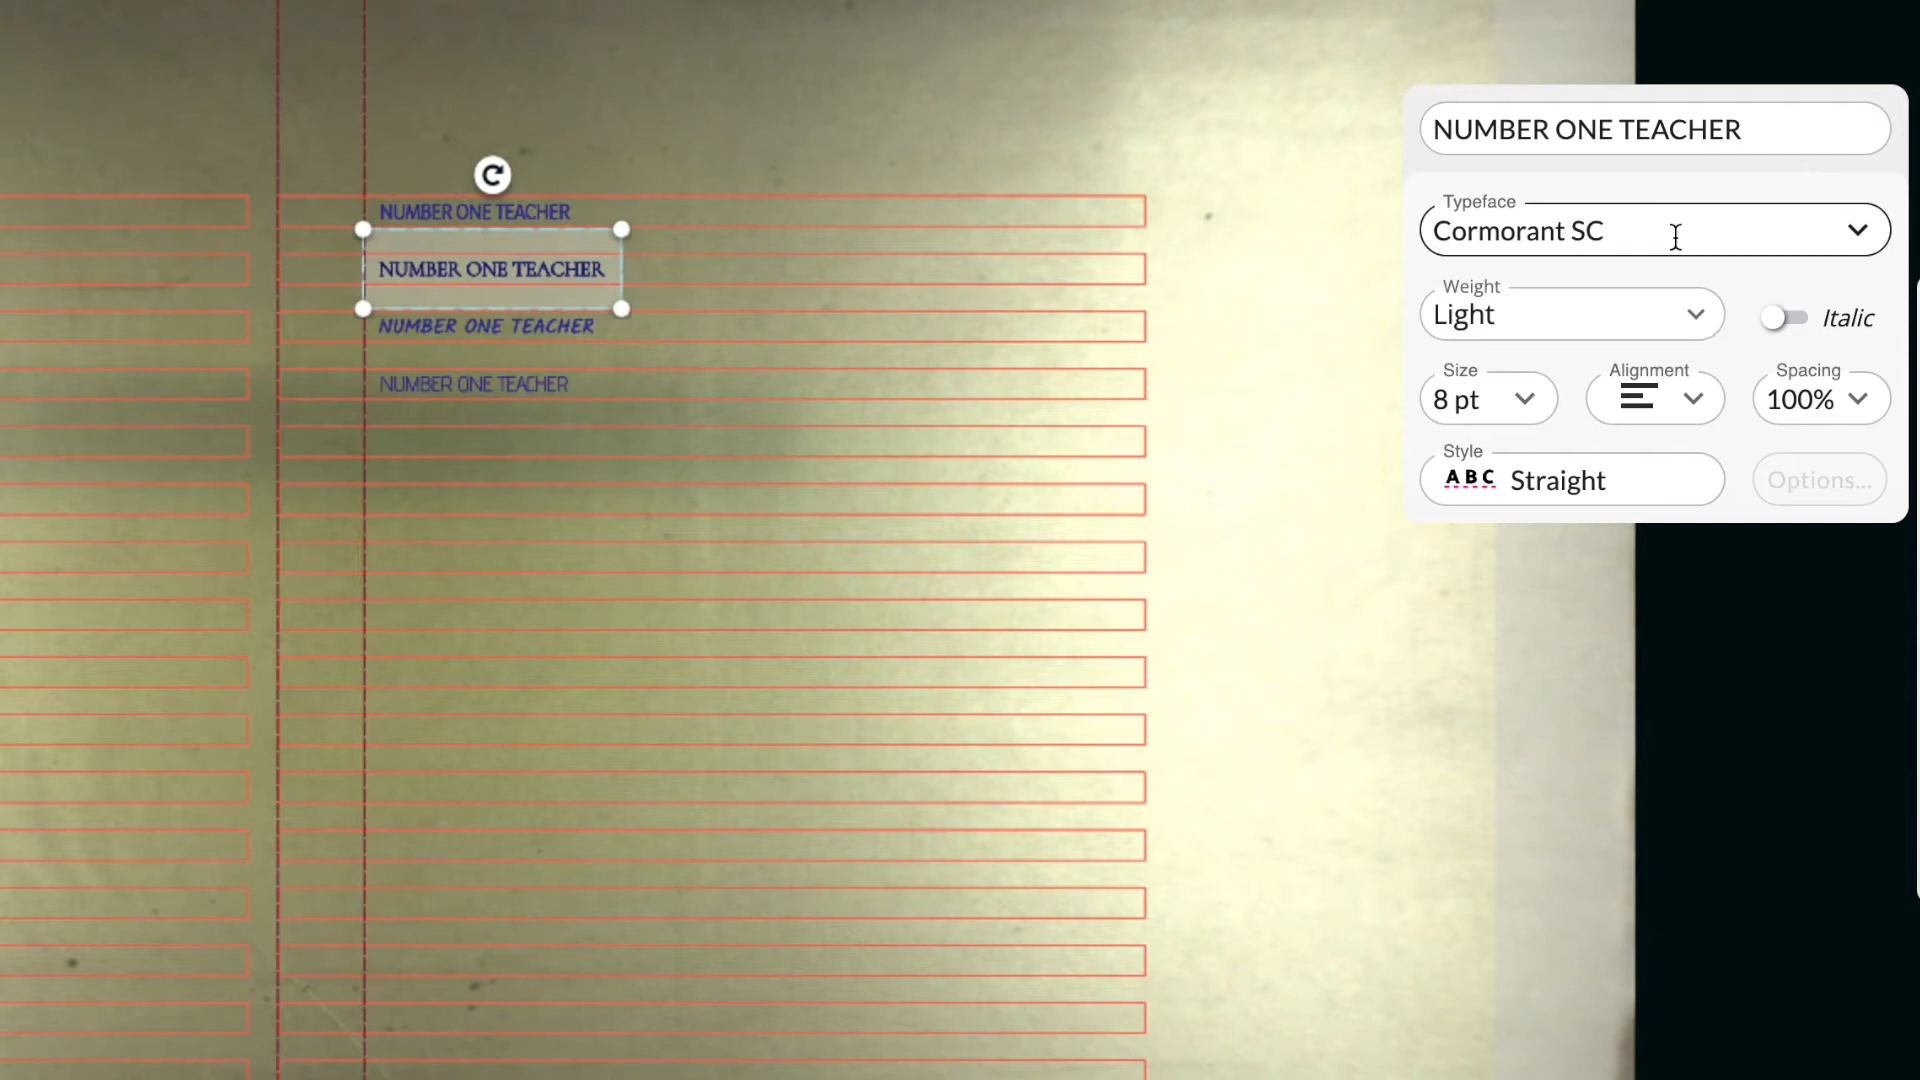 NUMBER ONE TEACHER
NUMBER ONE TEACHER
NUMBER ONE TEACHER
NUMBER ONE TEACHER
NUMBER ONE TEACHER
Typeface
Cormorant SC
Weight
Light
Italic
Size
8 pt
Alignment
Spacing
100%
Style
ABC Straight
Options...